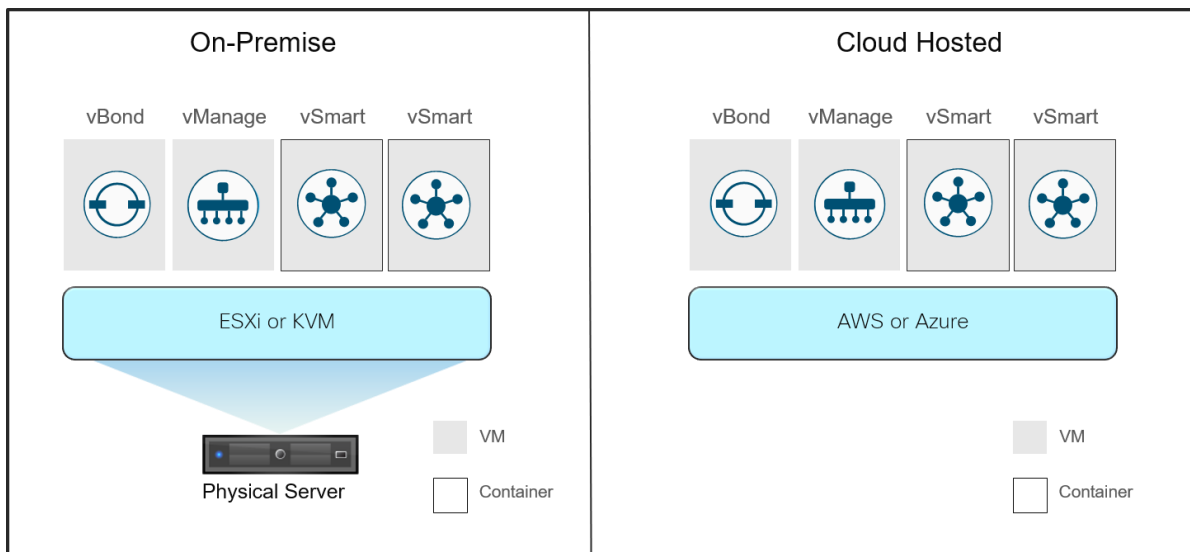 On-Premise
vBond vManage vSmart vSmart
ESXi or KVM
Physical Server
VM
Container
Cloud Hosted
vBond vManage vSmart vSmart
AWS or Azure
VM
Container